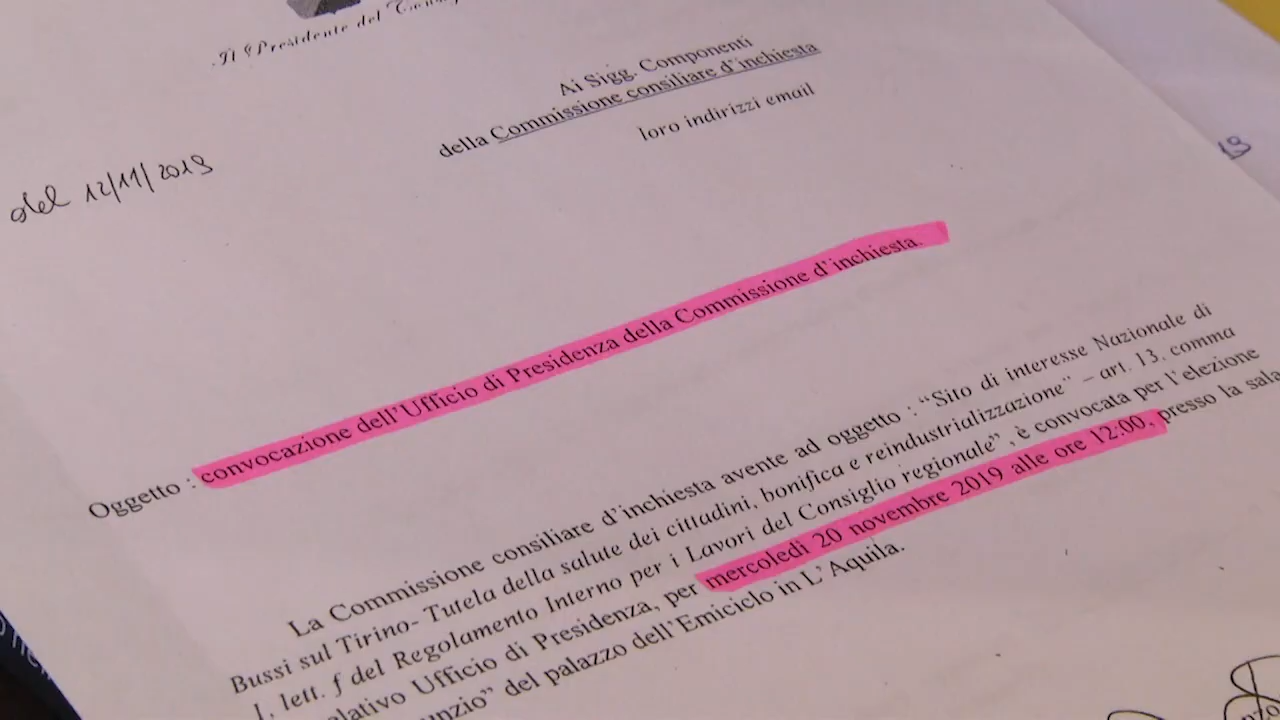 Il Presidente del
Ai Sigg. Componenti
della Commissione consiliare d'inchiesta
loro indirizzi email
del 12/11/2019
19
Oggetto : convocazione dell'Ufficio di Presidenza della Commissione d'inchiesta.
La Commissione consiliare d'inchiesta avente ad oggetto : “Sito di interesse Nazionale di
Bussi sul Tirino- Tutela della salute dei cittadini, bonifica e reindustrializzazione” – art. 13. comma
1, lett. f del Regolamento Interno per i Lavori del Consiglio regionale” , è convocata per l'elezione
elativo Ufficio di Presidenza, per mercoledì 20 novembre 2019 alle ore 12:00, presso la sala
unzio” del palazzo dell'Emiciclo in L'Aquila.